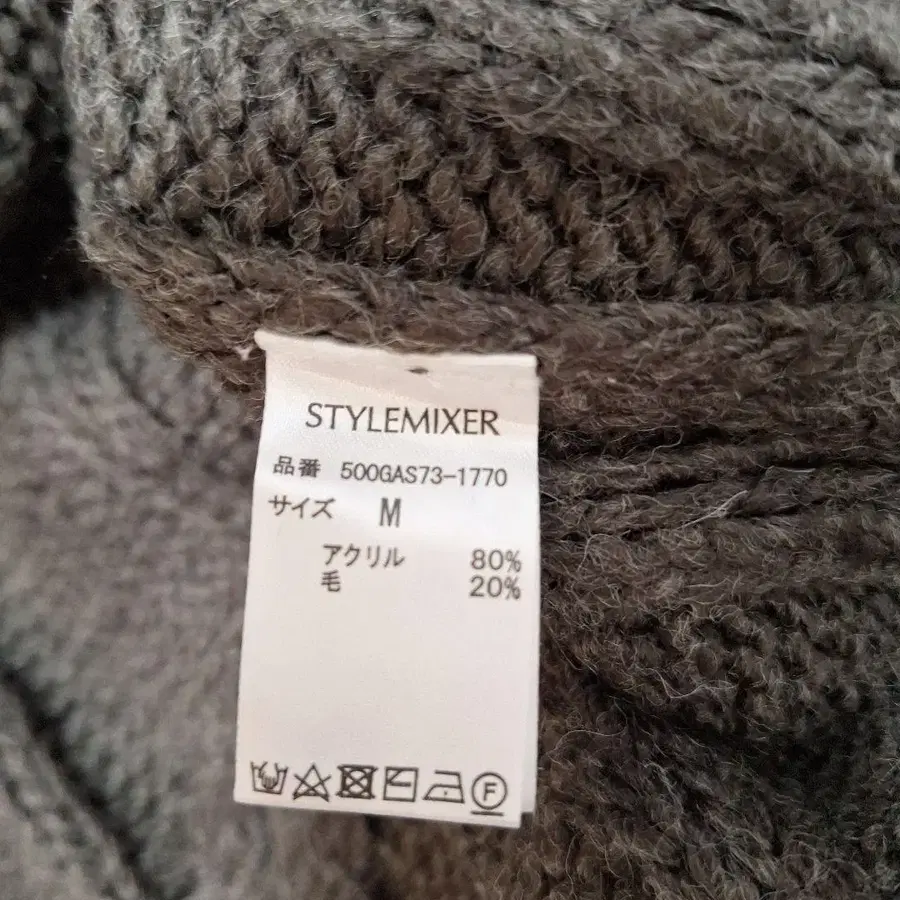 STYLEMIXER
品番 500GAS73-1770
サイズ M
アクリル 80%
毛 20%
F